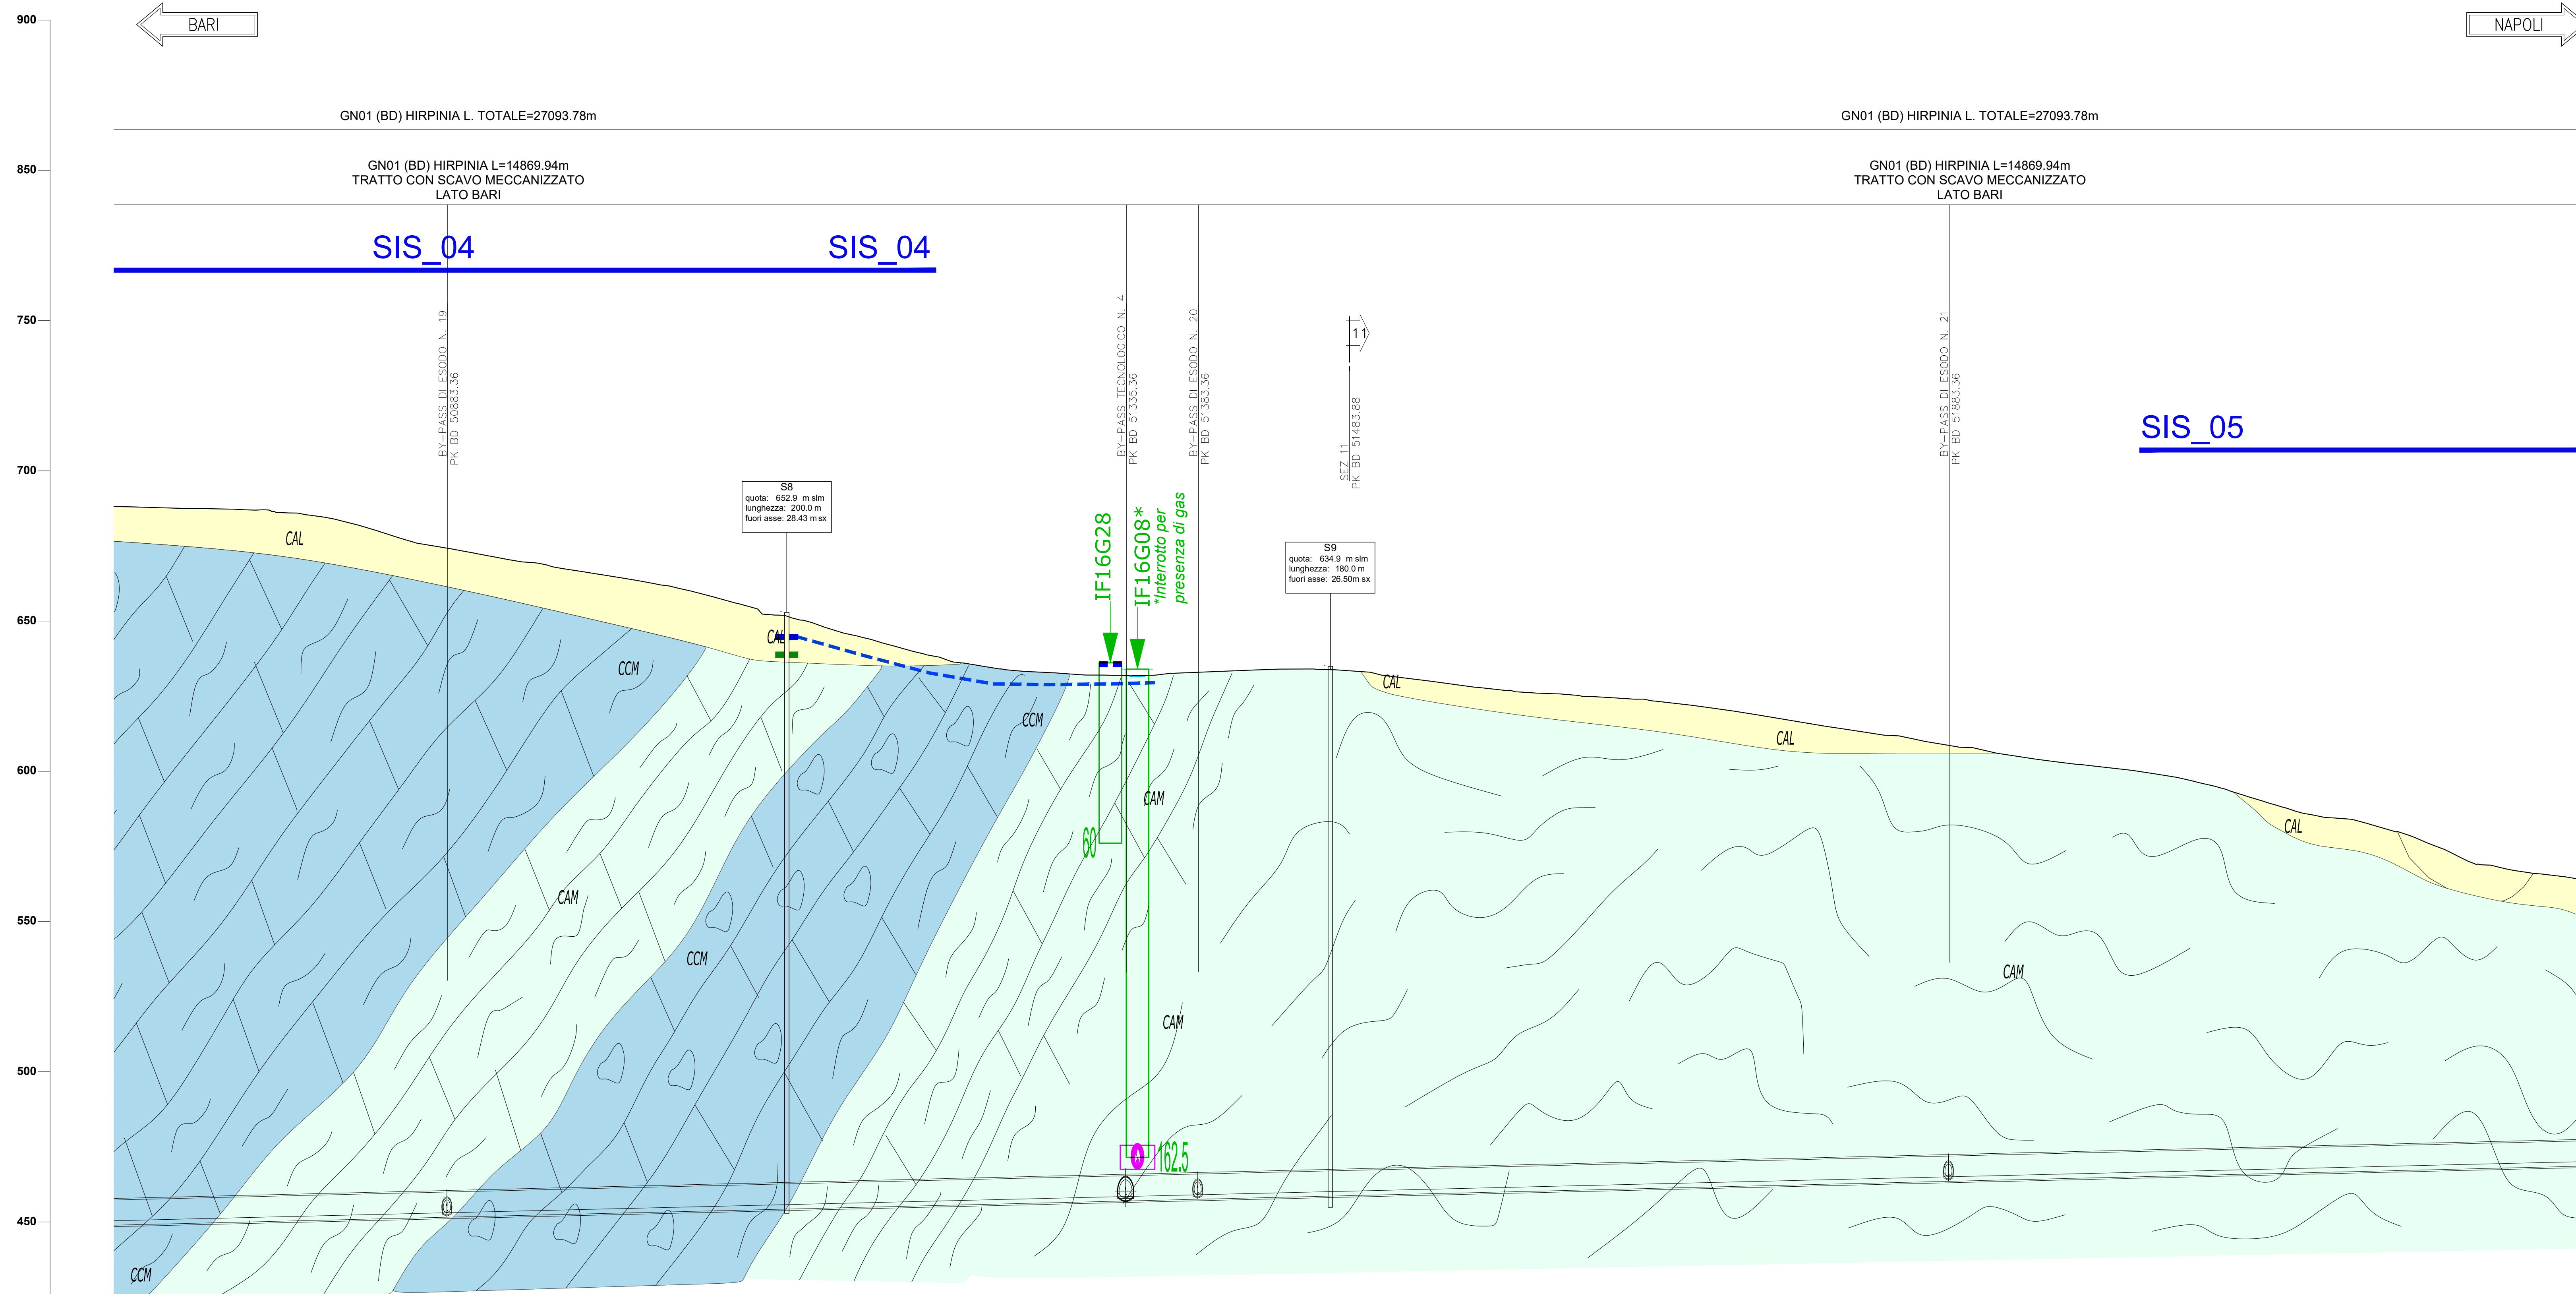 900
BARI
NAPOLI
GN01 (BD) HIRPINIA L. TOTALE=27093.78m
GN01 (BD) HIRPINIA L. TOTALE=27093.78m
850
GN01 (BD) HIRPINIA L=14869.94m
TRATTO CON SCAVO MECCANIZZATO
LATO BARI
GN01 (BD) HIRPINIA L=14869.94m
TRATTO CON SCAVO MECCANIZZATO
LATO BARI
SIS_04
SIS_04
750
BY-PASS DI ESODO N. 19
PK BD 50883.36
BY-PASS TECNOLOGICO N. 4
PK BD 51335.36
BY-PASS DI ESODO N. 20
PK BD 51383.36
11
SEZ 11
PK BD 51483.88
BY-PASS DI ESODO N. 21
PK BD 51883.36
SIS_05
700
S8
quota: 652.9 m slm
lunghezza: 200.0 m
fuori asse: 28.43 m sx
IF16G28
IF16G08*
*Interrotto per
presenza di gas
S9
quota: 634.9 m slm
lunghezza: 180.0 m
fuori asse: 26.50m sx
CAL
650
CAL
CCM
CAL
CCM
CAL
600
CAM
60
CAL
CAM
550
CCM
CAM
CAM
500
162.5
450
CCM